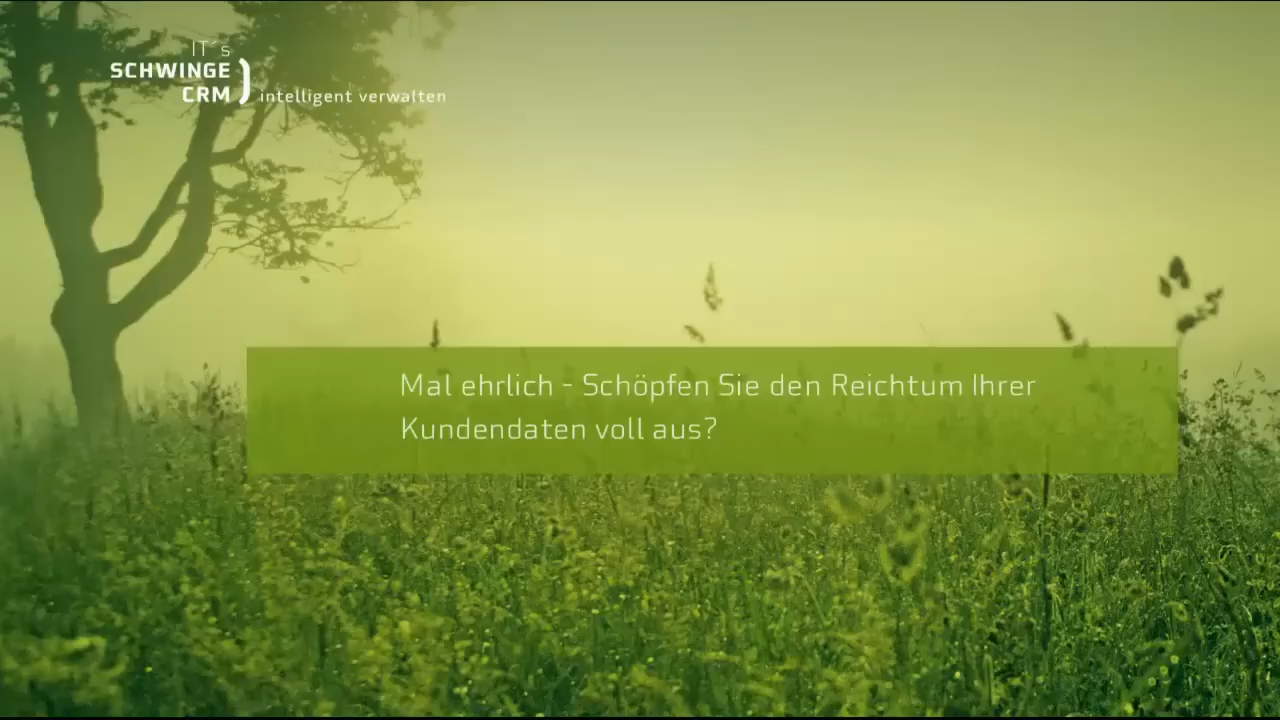 IT´s
SCHWINGE
CRM intelligent verwalten
Mal ehrlich - Schöpfen Sie den Reichtum Ihrer
Kundendaten voll aus?